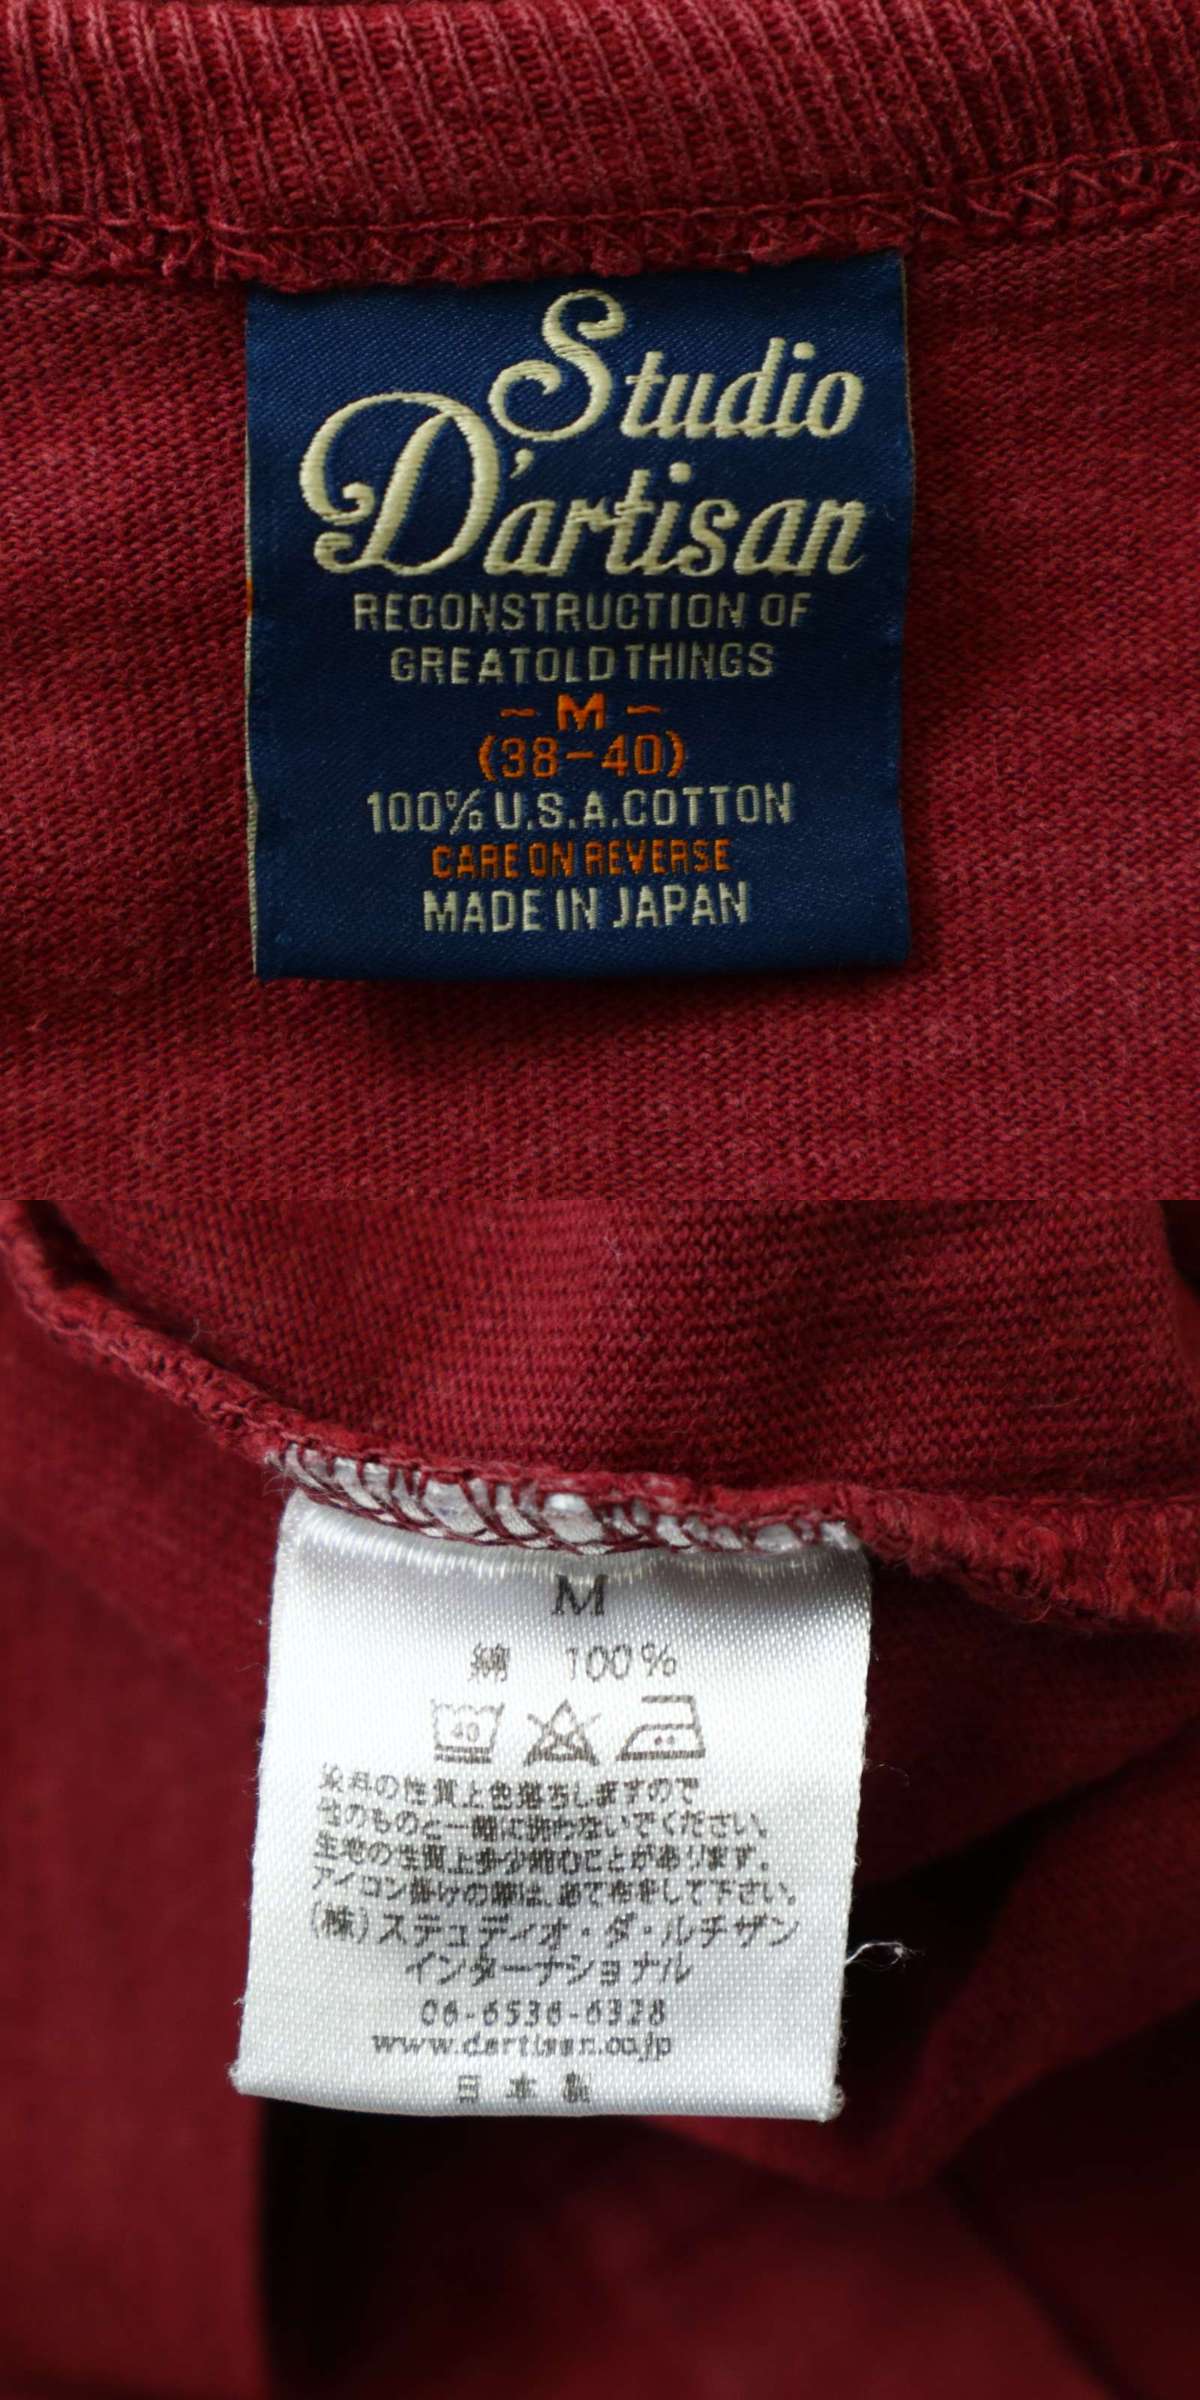 Studio
D'artisan
RECONSTRUCTION OF
GREAT OLD THINGS
- M -
(38-40)
100% U.S.A. COTTON
CARE ON REVERSE
MADE IN JAPAN
M
綿 100%
40
染料の性質上色落ちしますので
他のものと一緒に洗わないでください。
生地の性質上多少縮むことがあります。
アイロン掛けの際は、あて布をして下さい。
(株)ステュディオ・ダ・ルチザン
インターナショナル
06-6536-6328
www.dartisan.co.jp
日本製